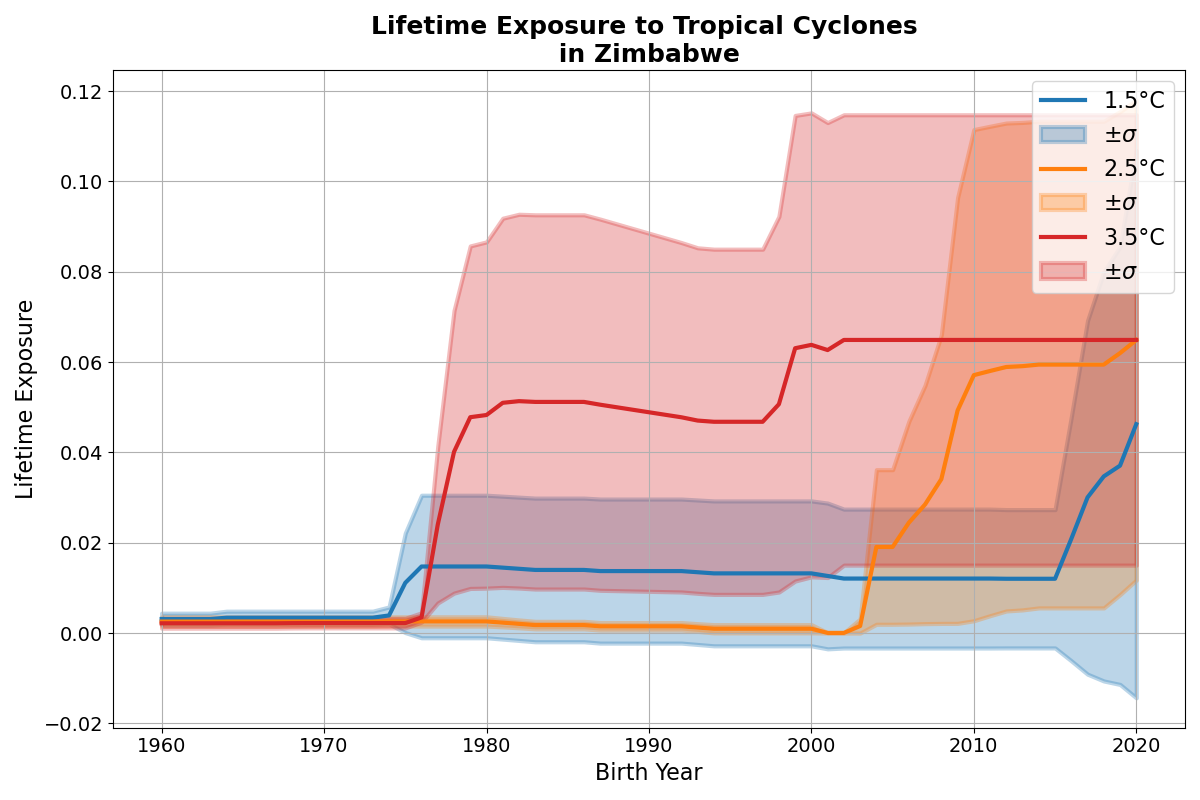 Lifetime Exposure to Tropical Cyclones
in Zimbabwe
Lifetime Exposure
0.12
0.10
0.08
0.06
0.04
0.02
0.00
−0.02
1960
1970
1980
1990
2000
2010
2020
Birth Year
1.5°C
±σ
2.5°C
±σ
3.5°C
±σ